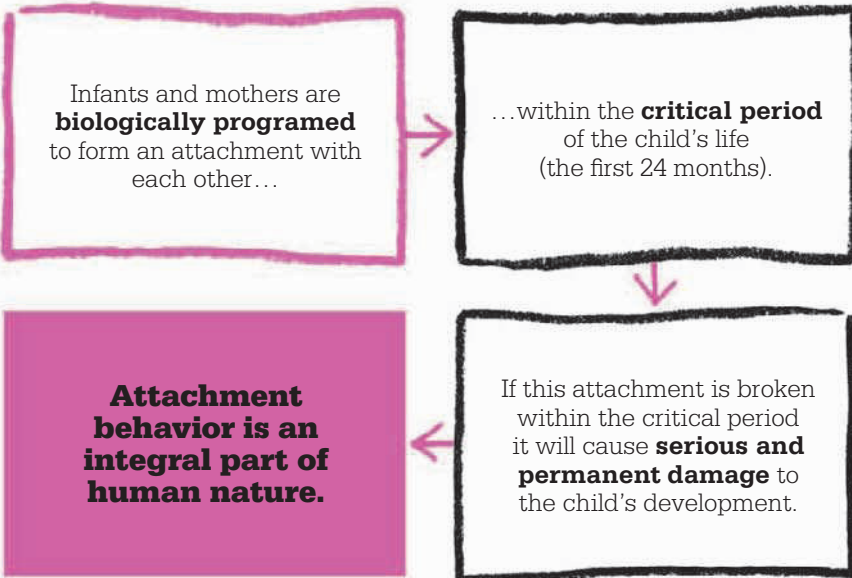 Infants and mothers are
biologically programed
to form an attachment with
each other…
…within the critical period
of the child’s life
(the first 24 months).
If this attachment is broken
within the critical period
it will cause serious and
permanent damage to
the child’s development.
Attachment
behavior is an
integral part of
human nature.